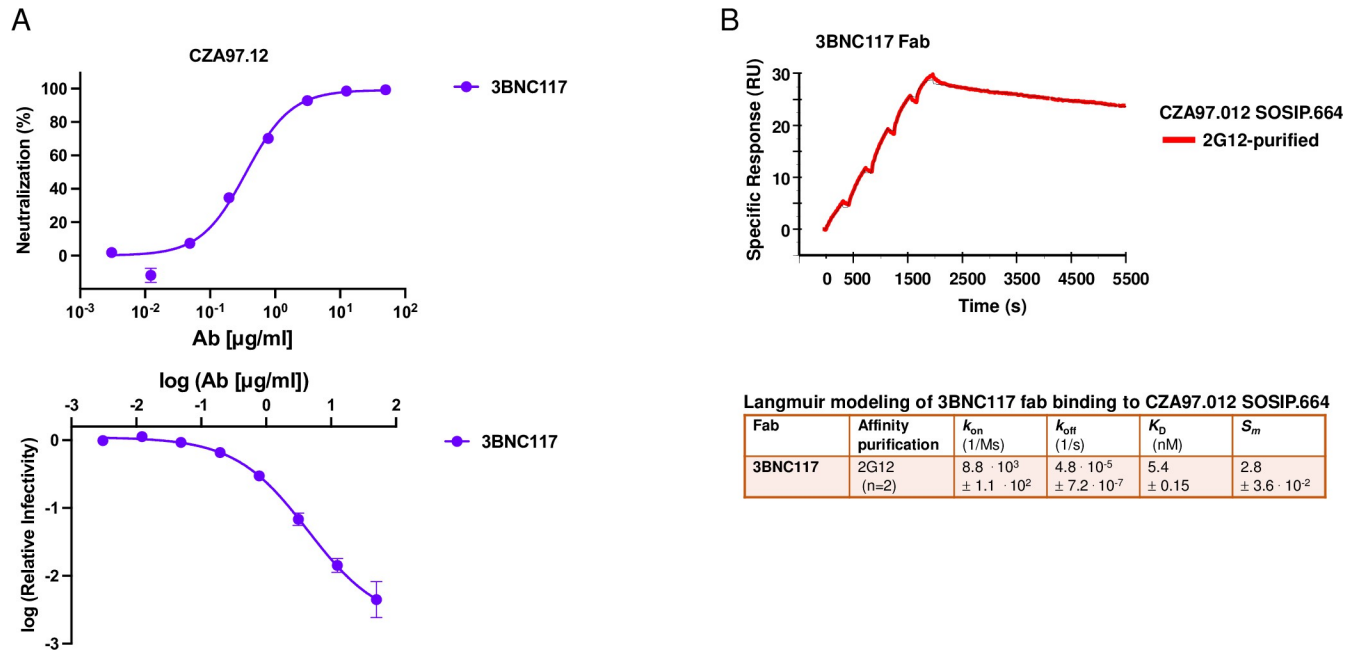 A
CZA97.12
Neutralization (%)
100
80
60
40
20
0
10-3 10-2 10-1 100 101 102
Ab [µg/ml]
3BNC117
log (Ab [µg/ml])
-3 -2 -1 0 1 2
log (Relative Infectivity)
0
-1
-2
-3
3BNC117
B
3BNC117 Fab
Specific Response (RU)
30
20
10
0
0 500 1500 2500 3500 4500 5500
Time (s)
CZA97.012 SOSIP.664
2G12-purified
Langmuir modeling of 3BNC117 fab binding to CZA97.012 SOSIP.664
Fab Affinity purification kon (1/Ms) koff (1/s) KD (nM) Sm
3BNC117 2G12 8.8 · 10³ 4.8 · 10-5 5.4 2.8
(n=2) ± 1.1 · 10² ± 7.2 · 10-7 ± 0.15 ± 3.6 · 10-2